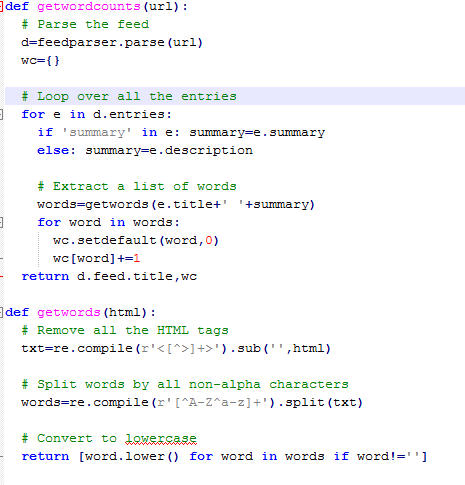 def getwordcounts(url):
  # Parse the feed
  d=feedparser.parse(url)
  wc={}

  # Loop over all the entries
  for e in d.entries:
    if 'summary' in e: summary=e.summary
    else: summary=e.description

    # Extract a list of words
    words=getwords(e.title+' '+summary)
    for word in words:
      wc.setdefault(word,0)
      wc[word]+=1
  return d.feed.title,wc

def getwords(html):
  # Remove all the HTML tags
  txt=re.compile(r'<[^>]+>').sub('',html)

  # Split words by all non-alpha characters
  words=re.compile(r'[^A-Z^a-z]+').split(txt)

  # Convert to lowercase
  return [word.lower() for word in words if word!='']